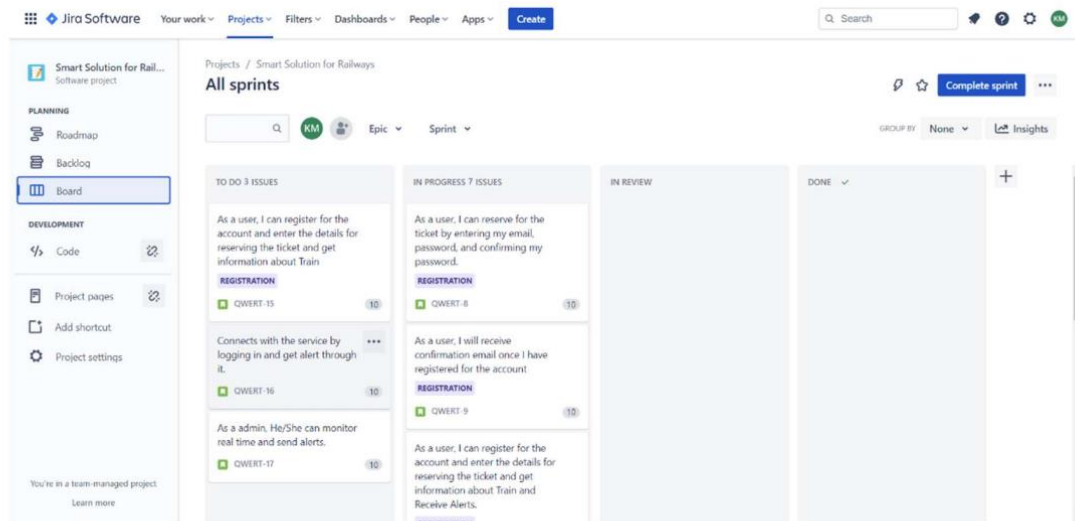 Jira Software Your work Projects Filters Dashboards People Apps Create Search KM
Smart Solution for Rail...
Software project
PLANNING
Roadmap
Backlog
Board
DEVELOPMENT
Code
Project pages
Add shortcut
Project settings
You're in a team-managed project
Learn more
Projects / Smart Solution for Railways
All sprints
Complete sprint
KM Epic Sprint
GROUP BY None Insights
TO DO 3 ISSUES
As a user, I can register for the
account and enter the details for
reserving the ticket and get
information about Train
REGISTRATION
QWERT-15 10
Connects with the service by
logging in and get alert through
it.
QWERT-16 10
As a admin, He/She can monitor
real time and send alerts.
QWERT-17 10
IN PROGRESS 7 ISSUES
As a user, I can reserve for the
ticket by entering my email,
password, and confirming my
password.
REGISTRATION
QWERT-8 10
As a user, I will receive
confirmation email once I have
registered for the account
REGISTRATION
QWERT-9 10
As a user, I can register for the
account and enter the details for
reserving the ticket and get
information about Train and
Receive Alerts.
IN REVIEW
DONE